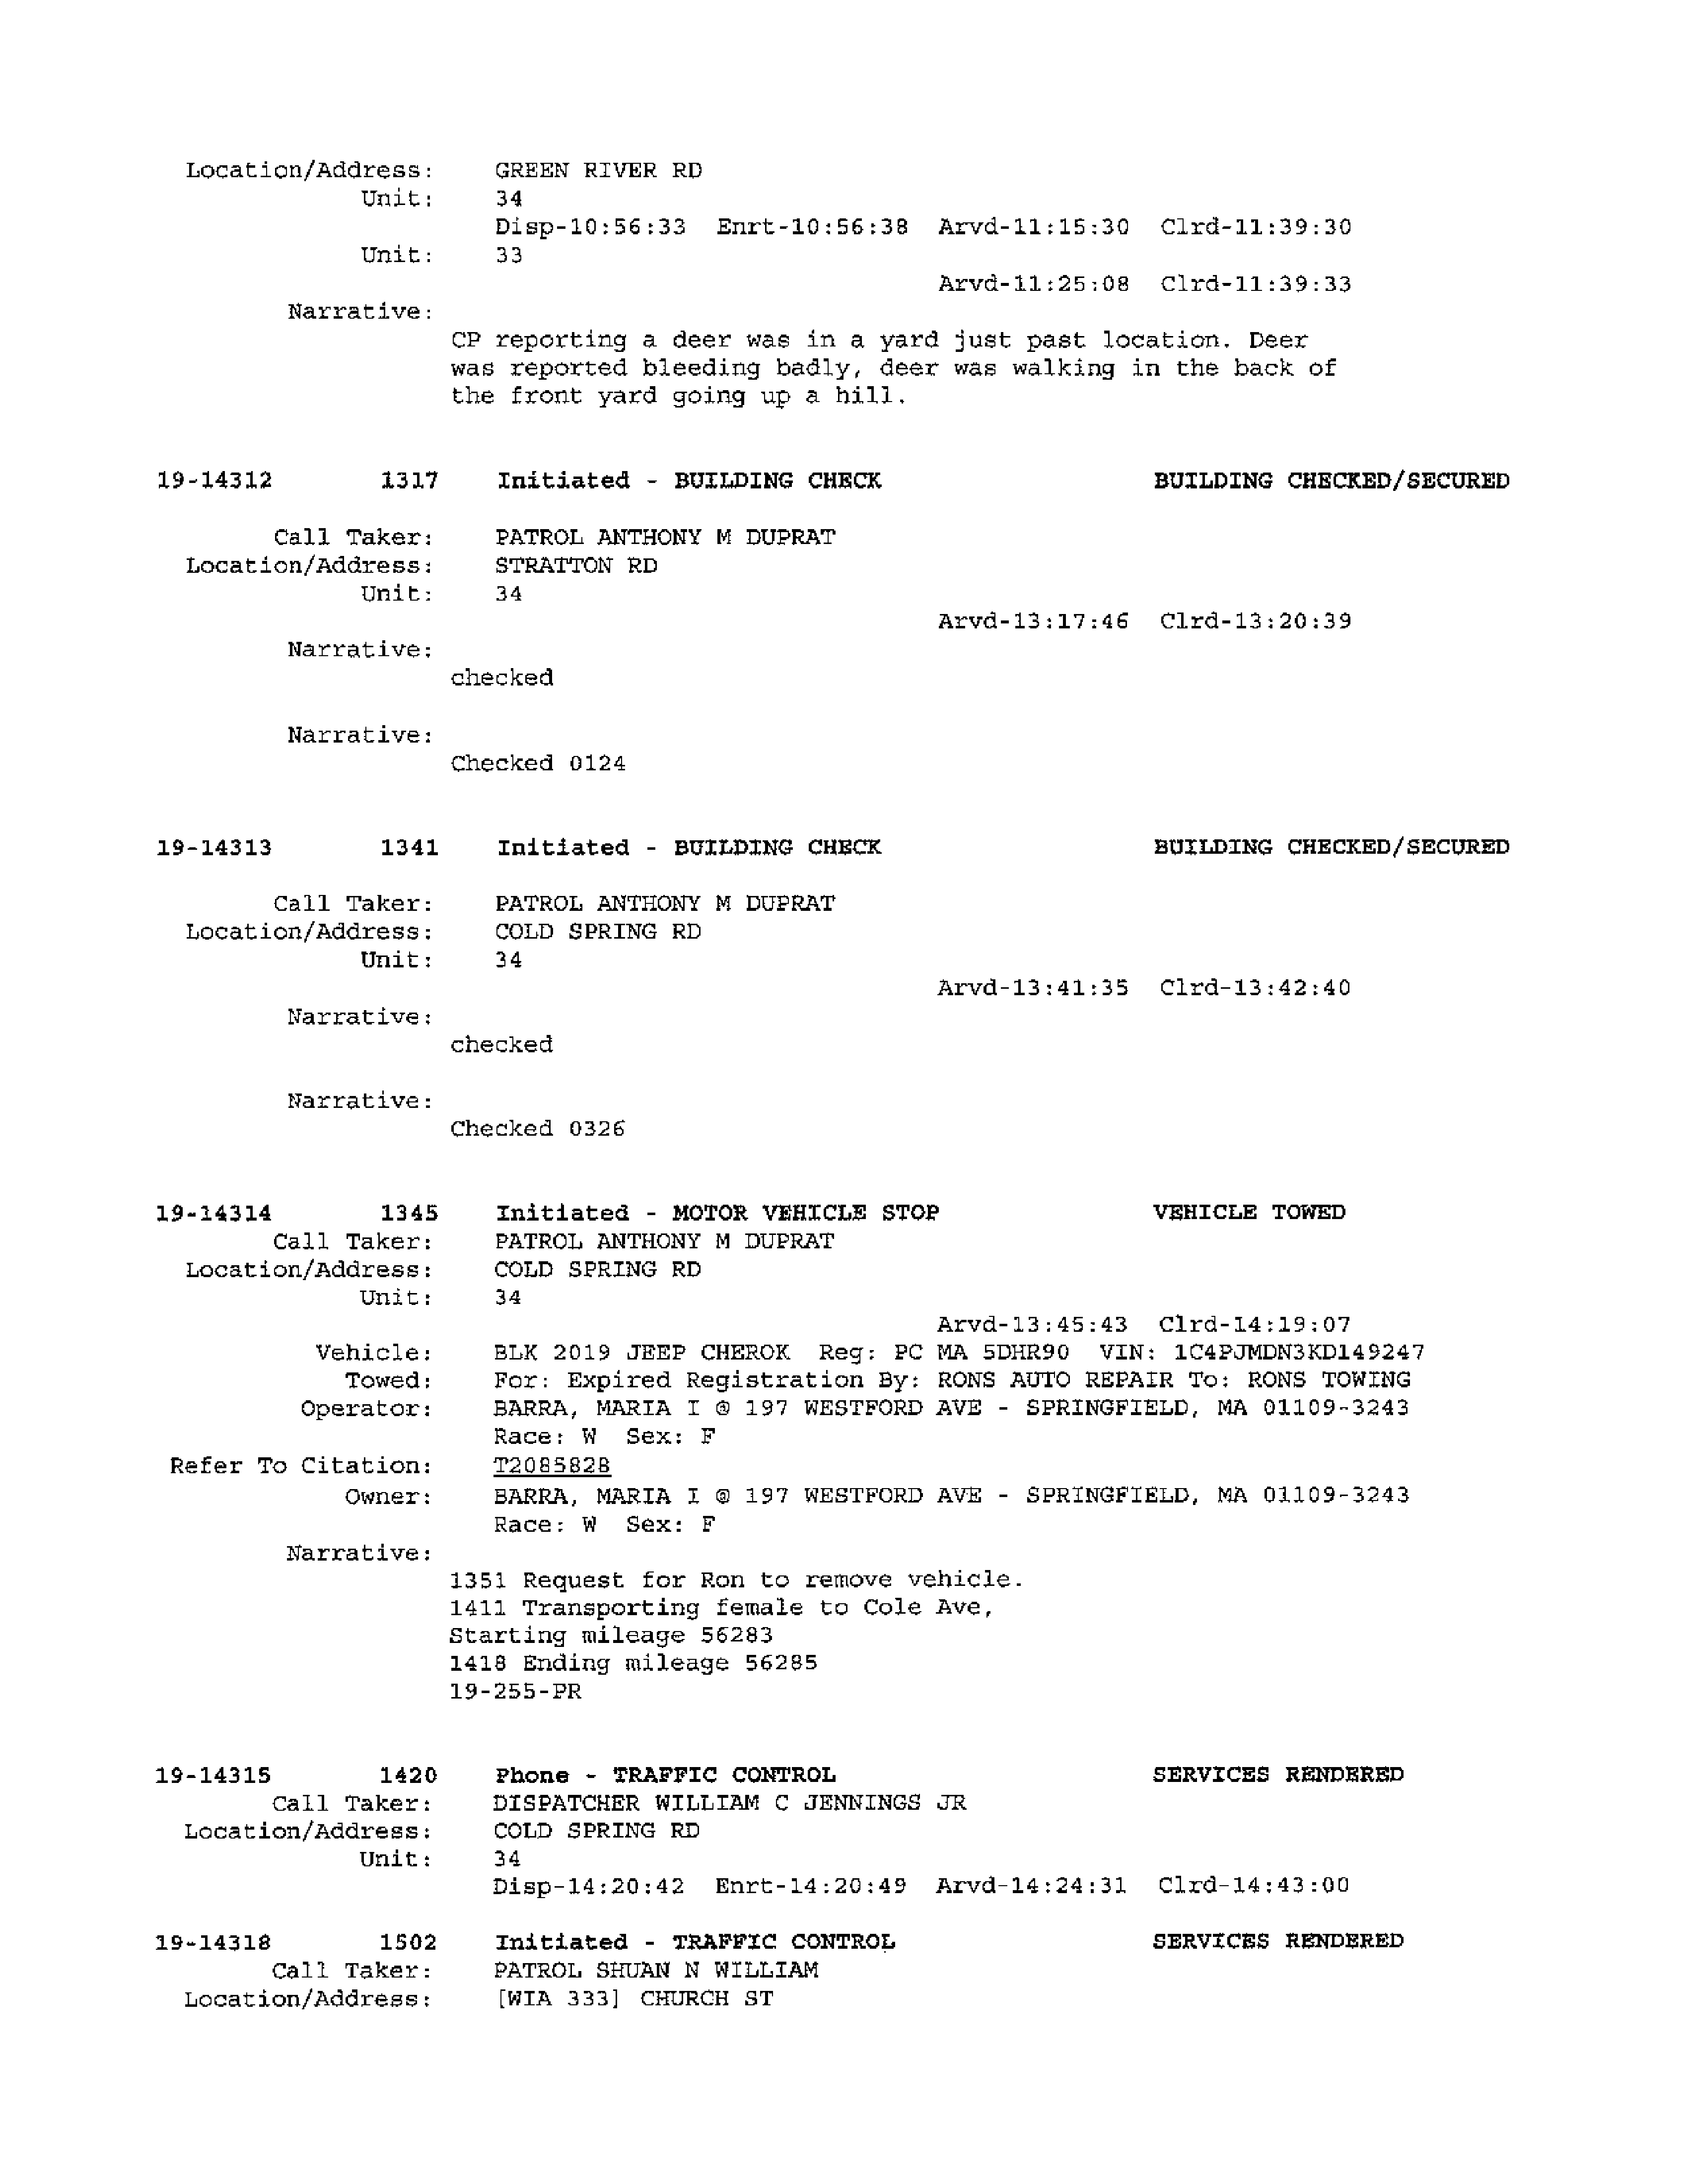 Location/Address: GREEN RIVER RD
Unit: 34
Disp-10:56:33 Enrt-10:56:38 Arvd-11:15:30 Clrd-11:39:30
Unit: 33
Arvd-11:25:08 Clrd-11:39:33
Narrative:
CP reporting a deer was in a yard just past location. Deer
was reported bleeding badly, deer was walking in the back of
the front yard going up a hill.
19-14312 1317 Initiated - BUILDING CHECK BUILDING CHECKED/SECURED
Call Taker: PATROL ANTHONY M DUPRAT
Location/Address: STRATTON RD
Unit: 34
Arvd-13:17:46 Clrd-13:20:39
Narrative:
checked
Narrative:
Checked 0124
19-14313 1341 Initiated - BUILDING CHECK BUILDING CHECKED/SECURED
Call Taker: PATROL ANTHONY M DUPRAT
Location/Address: COLD SPRING RD
Unit: 34
Arvd-13:41:35 Clrd-13:42:40
Narrative:
checked
Narrative:
Checked 0326
19-14314 1345 Initiated - MOTOR VEHICLE STOP VEHICLE TOWED
Call Taker: PATROL ANTHONY M DUPRAT
Location/Address: COLD SPRING RD
Unit: 34
Arvd-13:45:43 Clrd-14:19:07
Vehicle: BLK 2019 JEEP CHEROK Reg: PC MA 5DHR90 VIN: 1C4PJMDN3KD149247
Towed: For: Expired Registration By: RONS AUTO REPAIR To: RONS TOWING
Operator: BARRA, MARIA I @ 197 WESTFORD AVE - SPRINGFIELD, MA 01109-3243
Race: W Sex: F
Refer To Citation: T2085828
Owner: BARRA, MARIA I @ 197 WESTFORD AVE - SPRINGFIELD, MA 01109-3243
Race: W Sex: F
Narrative:
1351 Request for Ron to remove vehicle.
1411 Transporting female to Cole Ave,
Starting mileage 56283
1418 Ending mileage 56285
19-255-PR
19-14315 1420 Phone - TRAFFIC CONTROL SERVICES RENDERED
Call Taker: DISPATCHER WILLIAM C JENNINGS JR
Location/Address: COLD SPRING RD
Unit: 34
Disp-14:20:42 Enrt-14:20:49 Arvd-14:24:31 Clrd-14:43:00
19-14318 1502 Initiated - TRAFFIC CONTROL SERVICES RENDERED
Call Taker: PATROL SHUAN N WILLIAM
Location/Address: [WIA 333] CHURCH ST